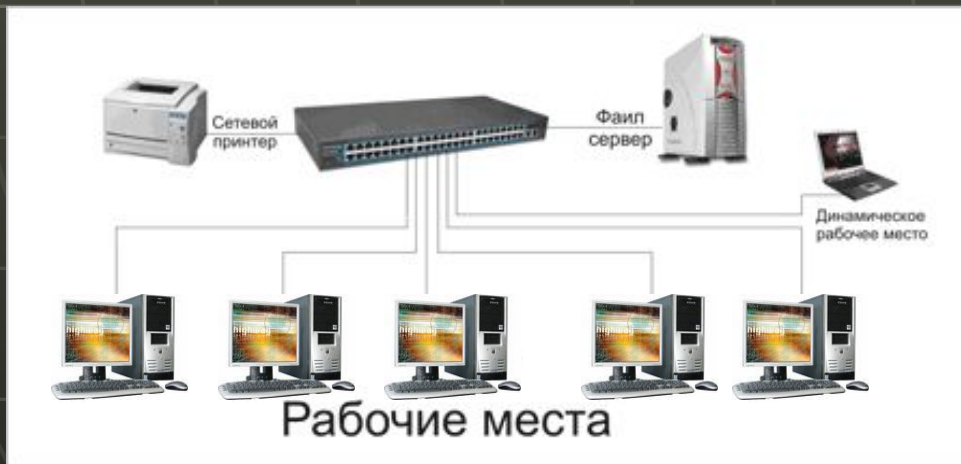 Сетевой
принтер
Фаил
сервер
Динамическое
рабочее место
Рабочие места